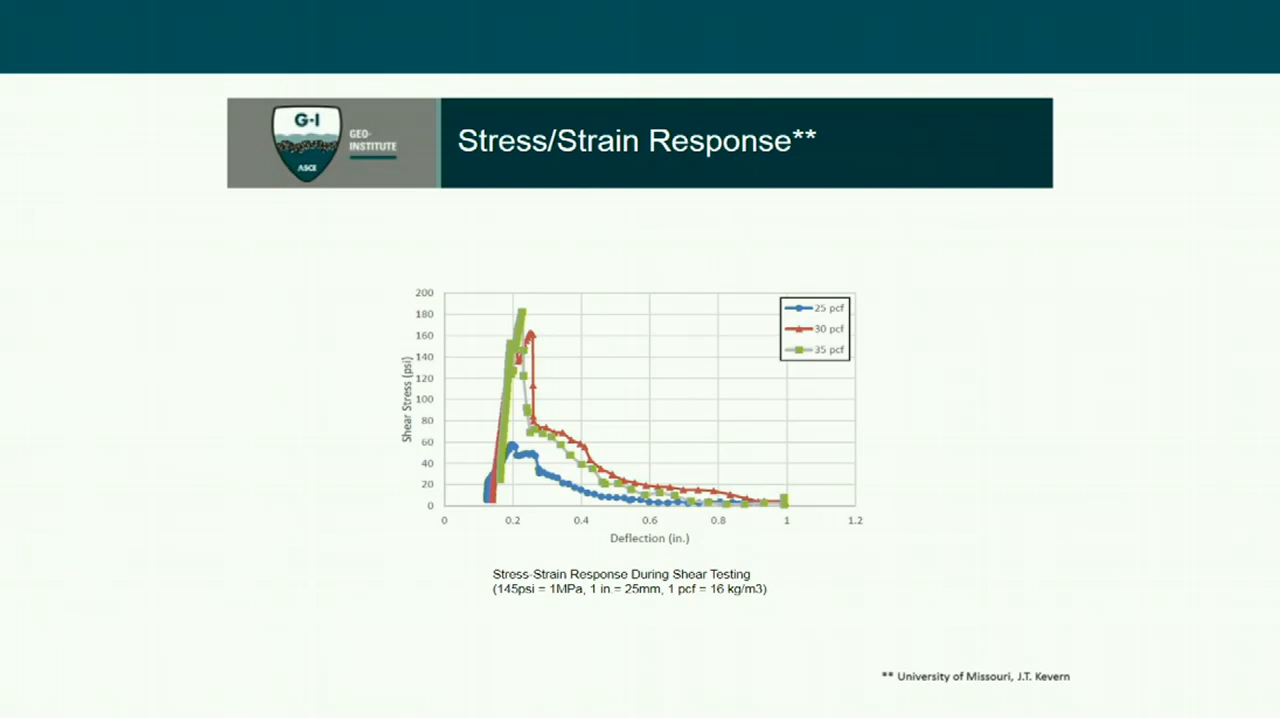 G-I
GEO-
INSTITUTE
ASCE
Stress/Strain Response**
200
180
160
140
120
100
80
60
40
20
0
Shear Stress (psi)
25 pcf
30 pcf
35 pcf
0 0.2 0.4 0.6 0.8 1 1.2
Deflection (in.)
Stress-Strain Response During Shear Testing
(145psi = 1MPa, 1 in.= 25mm, 1 pcf = 16 kg/m3)
** University of Missouri, J.T. Kevern